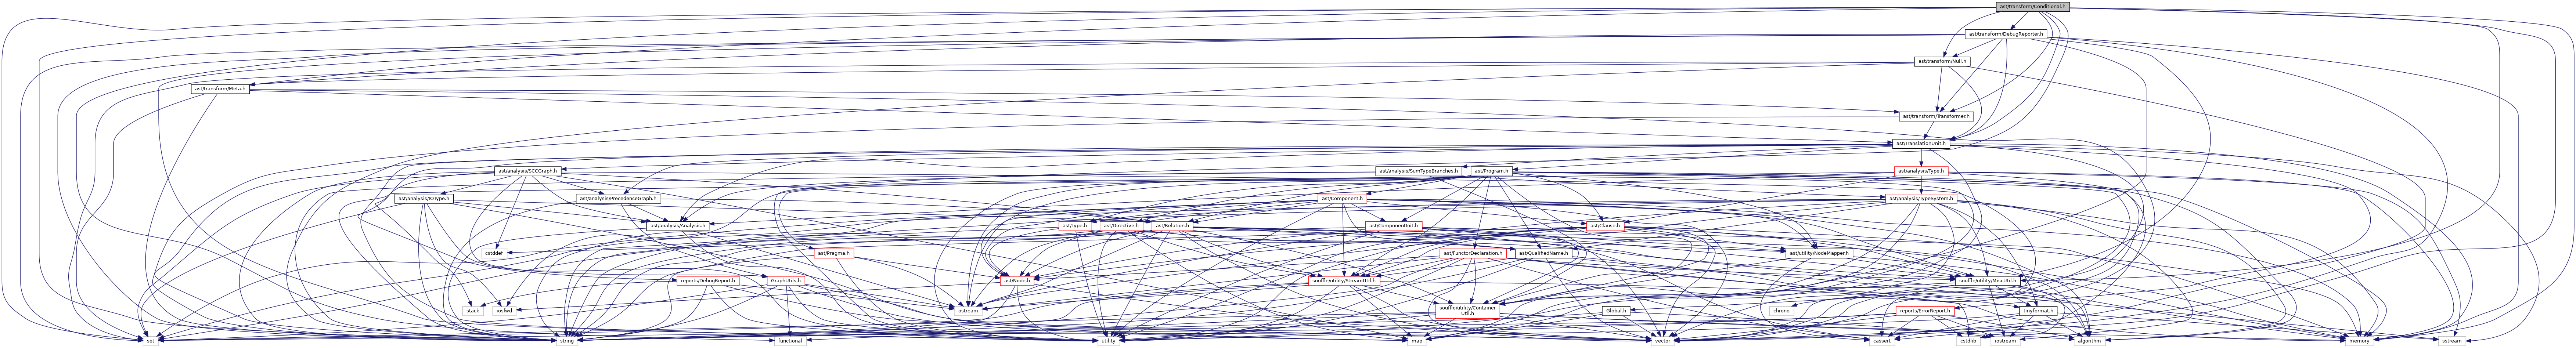 ast/transform/Conditional.h
ast/transform/DebugReporter.h
ast/transform/Null.h
ast/transform/Meta.h
ast/transform/Transformer.h
ast/TranslationUnit.h
ast/analysis/SCCGraph.h
ast/analysis/SumTypeBranches.h
ast/Program.h
ast/analysis/Type.h
ast/analysis/IOType.h
ast/analysis/PrecedenceGraph.h
ast/Component.h
ast/analysis/TypeSystem.h
ast/analysis/Analysis.h
ast/Type.h
ast/Directive.h
ast/Relation.h
ast/ComponentInit.h
ast/Clause.h
cstddef
ast/Pragma.h
ast/FunctorDeclaration.h
ast/QualifiedName.h
ast/utility/NodeMapper.h
reports/DebugReport.h
GraphUtils.h
ast/Node.h
souffle/utility/StreamUtil.h
souffle/utility/MiscUtil.h
stack
iosfwd
ostream
souffle/utility/Container
Util.h
Global.h
chrono
reports/ErrorReport.h
tinyformat.h
set
string
functional
utility
map
vector
cassert
cstdlib
iostream
algorithm
memory
sstream